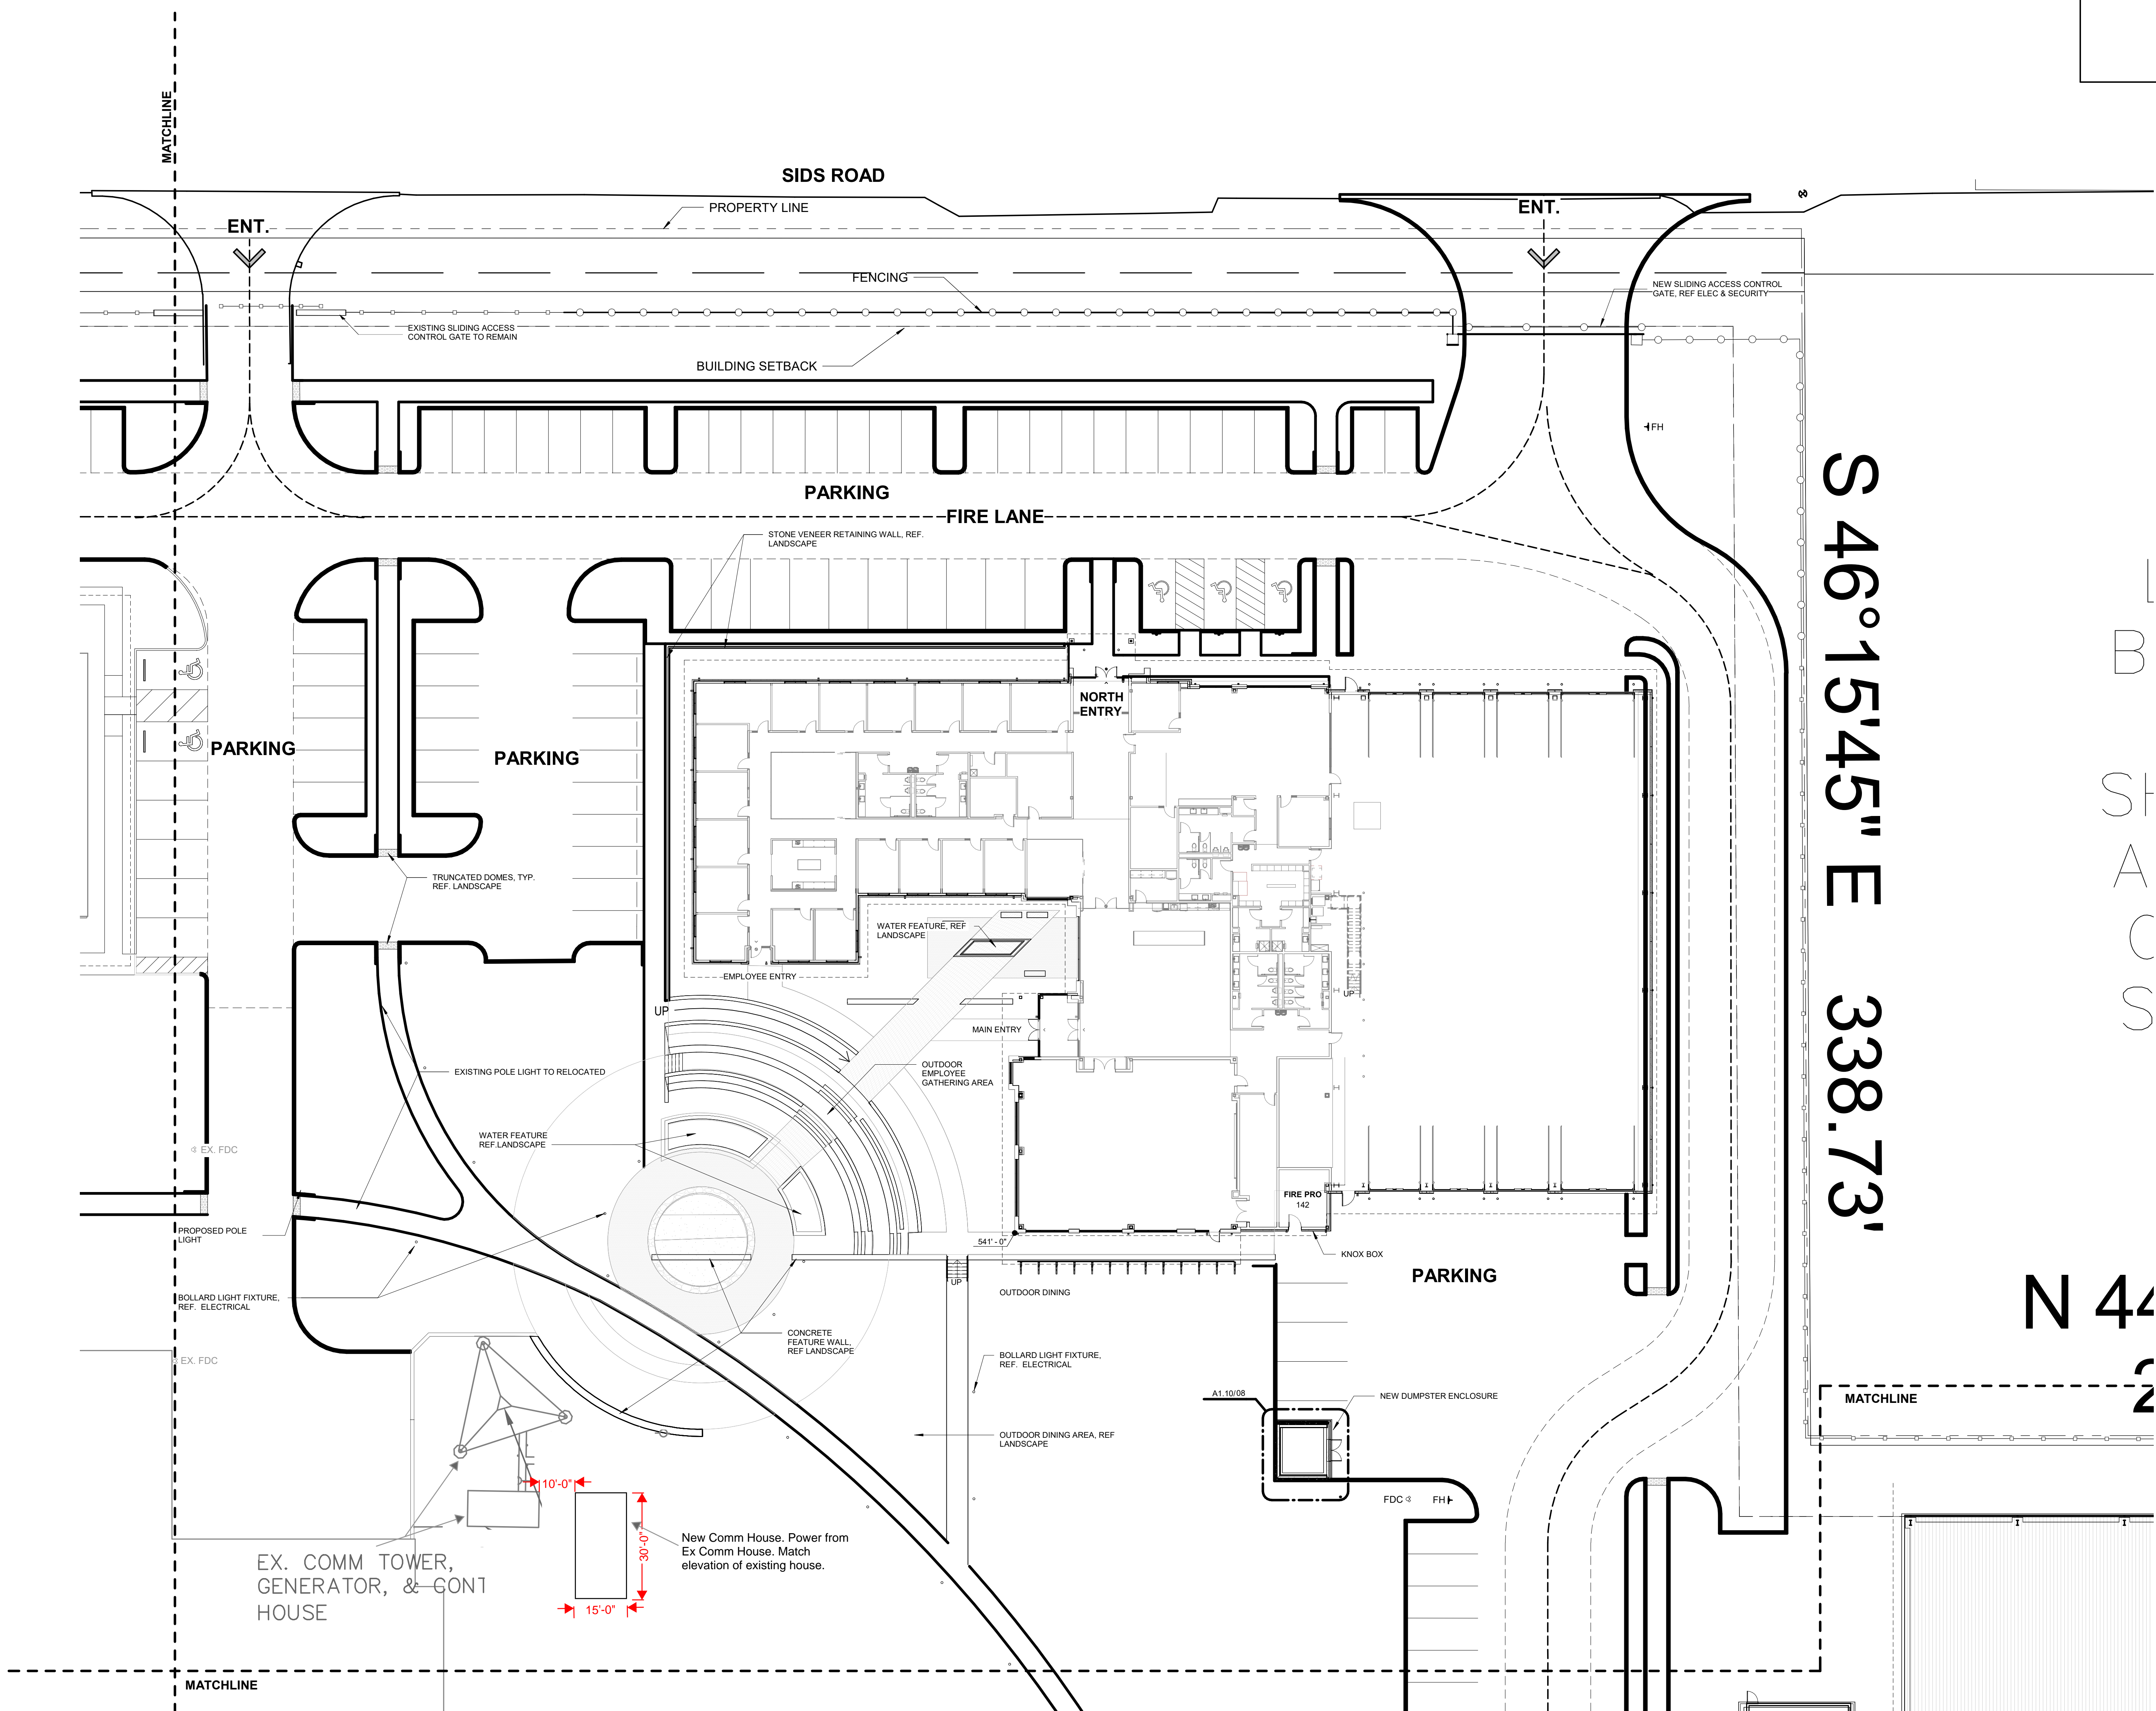 MATCHLINE
SIDS ROAD
PROPERTY LINE
ENT.
ENT.
FENCING
NEW SLIDING ACCESS CONTROL
GATE, REF ELEC & SECURITY
EXISTING SLIDING ACCESS
CONTROL GATE TO REMAIN
BUILDING SETBACK
FH
PARKING
FIRE LANE
STONE VENEER RETAINING WALL, REF.
LANDSCAPE
S 46°15'45" E 338.73'
NORTH
ENTRY
PARKING
PARKING
TRUNCATED DOMES, TYP.
REF. LANDSCAPE
WATER FEATURE, REF
LANDSCAPE
EMPLOYEE ENTRY
UP
UP
MAIN ENTRY
OUTDOOR
EMPLOYEE
GATHERING AREA
EXISTING POLE LIGHT TO RELOCATED
WATER FEATURE
REF.LANDSCAPE
EX. FDC
FIRE PRO
142
PROPOSED POLE
LIGHT
541' - 0"
KNOX BOX
PARKING
UP
OUTDOOR DINING
BOLLARD LIGHT FIXTURE,
REF. ELECTRICAL
CONCRETE
FEATURE WALL,
REF LANDSCAPE
EX. FDC
BOLLARD LIGHT FIXTURE,
REF. ELECTRICAL
A1.10/08
NEW DUMPSTER ENCLOSURE
MATCHLINE
N 44
2
B
SH
A
S
OUTDOOR DINING AREA, REF
LANDSCAPE
10'-0"
FDC
FH
New Comm House. Power from
Ex Comm House. Match
elevation of existing house.
30'-0"
15'-0"
EX. COMM TOWER,
GENERATOR, & CONT
HOUSE
MATCHLINE